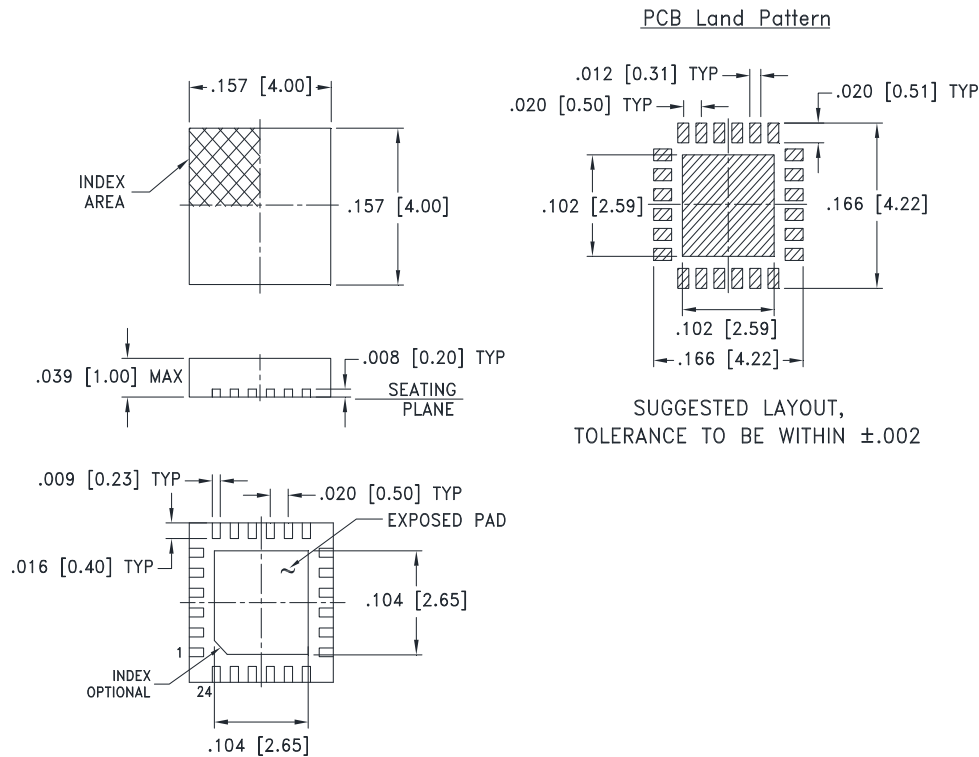 PCB Land Pattern
.157 [4.00]
INDEX
AREA
.157 [4.00]
.012 [0.31] TYP
.020 [0.50] TYP
.020 [0.51] TYP
.102 [2.59]
.166 [4.22]
.102 [2.59]
.166 [4.22]
SUGGESTED LAYOUT,
TOLERANCE TO BE WITHIN ±.002
.039 [1.00] MAX
.008 [0.20] TYP
SEATING
PLANE
.009 [0.23] TYP
.020 [0.50] TYP
EXPOSED PAD
.016 [0.40] TYP
.104 [2.65]
1
INDEX
OPTIONAL
24
.104 [2.65]